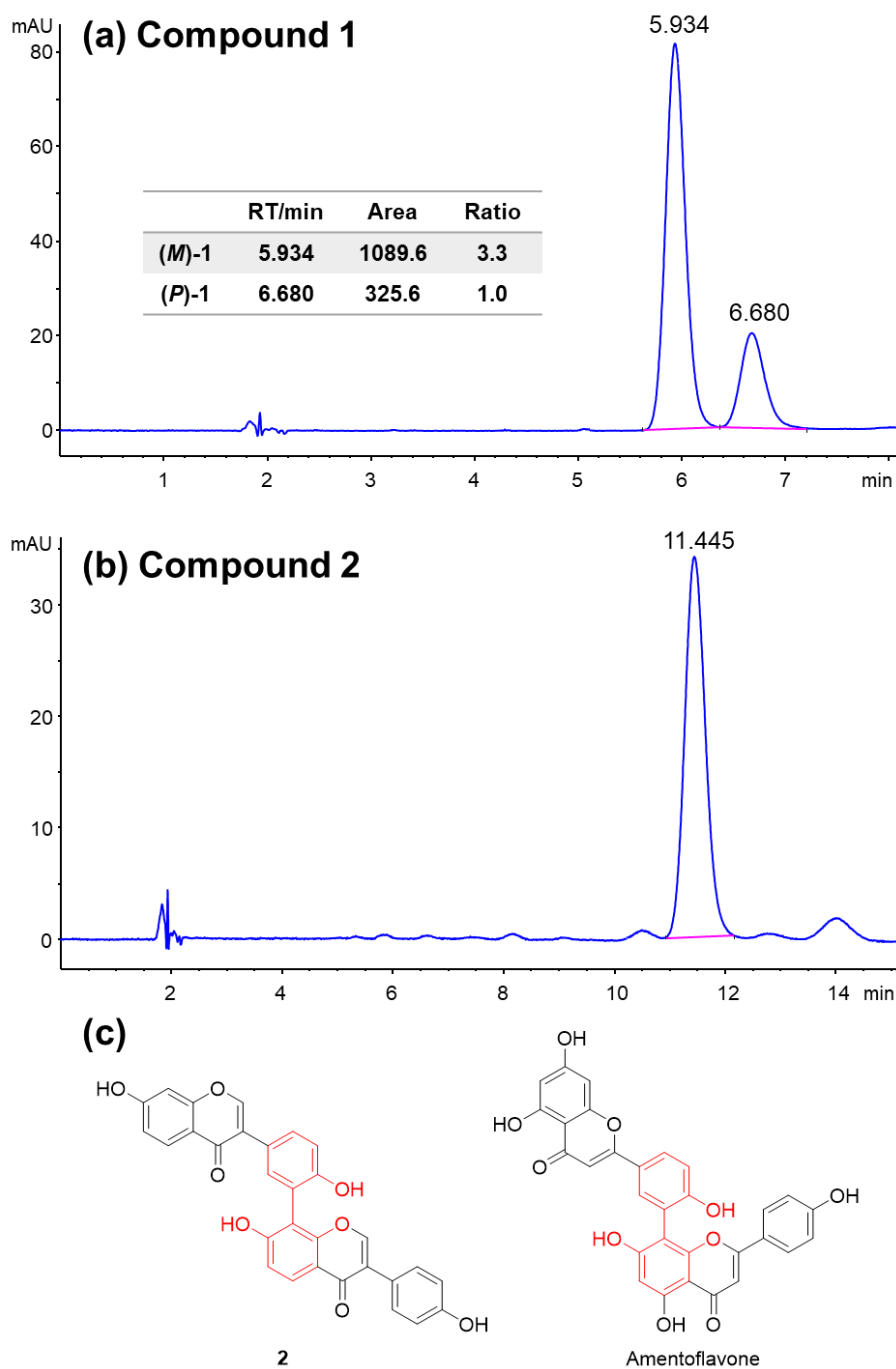 mAU
(a) Compound 1
5.934
80
60
RT/min Area Ratio
(M)-1 5.934 1089.6 3.3
(P)-1 6.680 325.6 1.0
40
6.680
20
0
1 2 3 4 5 6 7 min
mAU
(b) Compound 2
11.445
30
20
10
0
2 4 6 8 10 12 14 min
(c)
OH
HO O
HO O
O OH
O OH
OH
HO O
HO O
O OH
OH O
2 Amentoflavone